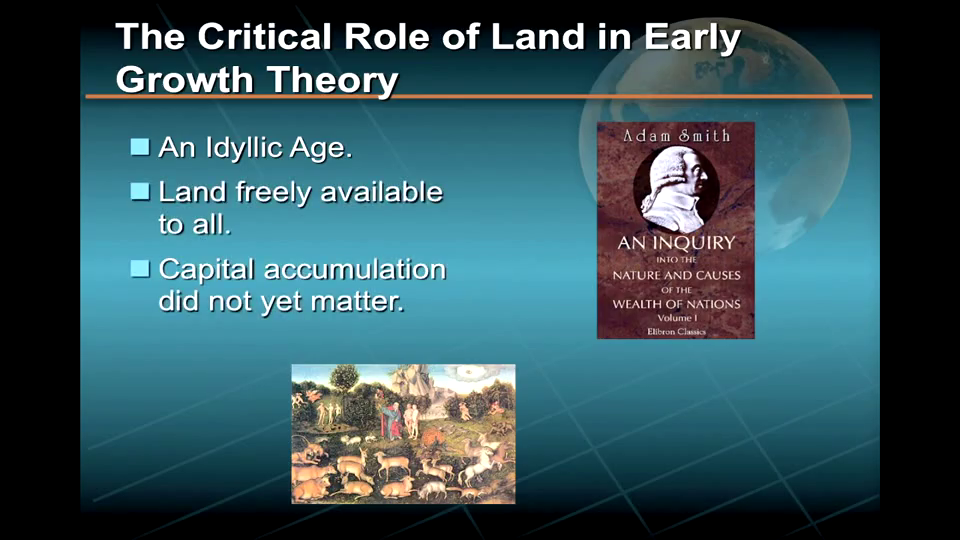 The Critical Role of Land in Early
Growth Theory
An Idyllic Age.
Land freely available
to all.
Capital accumulation
did not yet matter.
Adam Smith
AN INQUIRY
INTO THE
NATURE AND CAUSES
OF THE
WEALTH OF NATIONS
Volume I
Elibron Classics